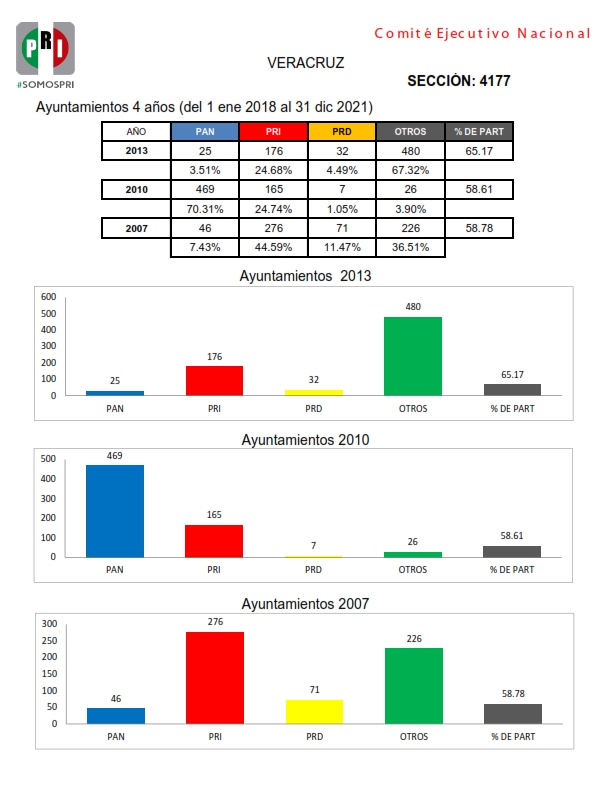 Comité Ejecutivo Nacional
PRI
#SOMOSPRI
VERACRUZ
SECCIÓN: 4177
Ayuntamientos 4 años (del 1 ene 2018 al 31 dic 2021)
AÑO PAN PRI PRD OTROS % DE PART
2013 25 176 32 480 65.17
3.51% 24.68% 4.49% 67.32%
2010 469 165 7 26 58.61
70.31% 24.74% 1.05% 3.90%
2007 46 276 71 226 58.78
7.43% 44.59% 11.47% 36.51%
Ayuntamientos 2013
600
500
400
300
200
100
0
25 176 32 480 65.17
PAN PRI PRD OTROS % DE PART
Ayuntamientos 2010
500
400
300
200
100
0
469 165 7 26 58.61
PAN PRI PRD OTROS % DE PART
Ayuntamientos 2007
300
250
200
150
100
50
0
46 276 71 226 58.78
PAN PRI PRD OTROS % DE PART